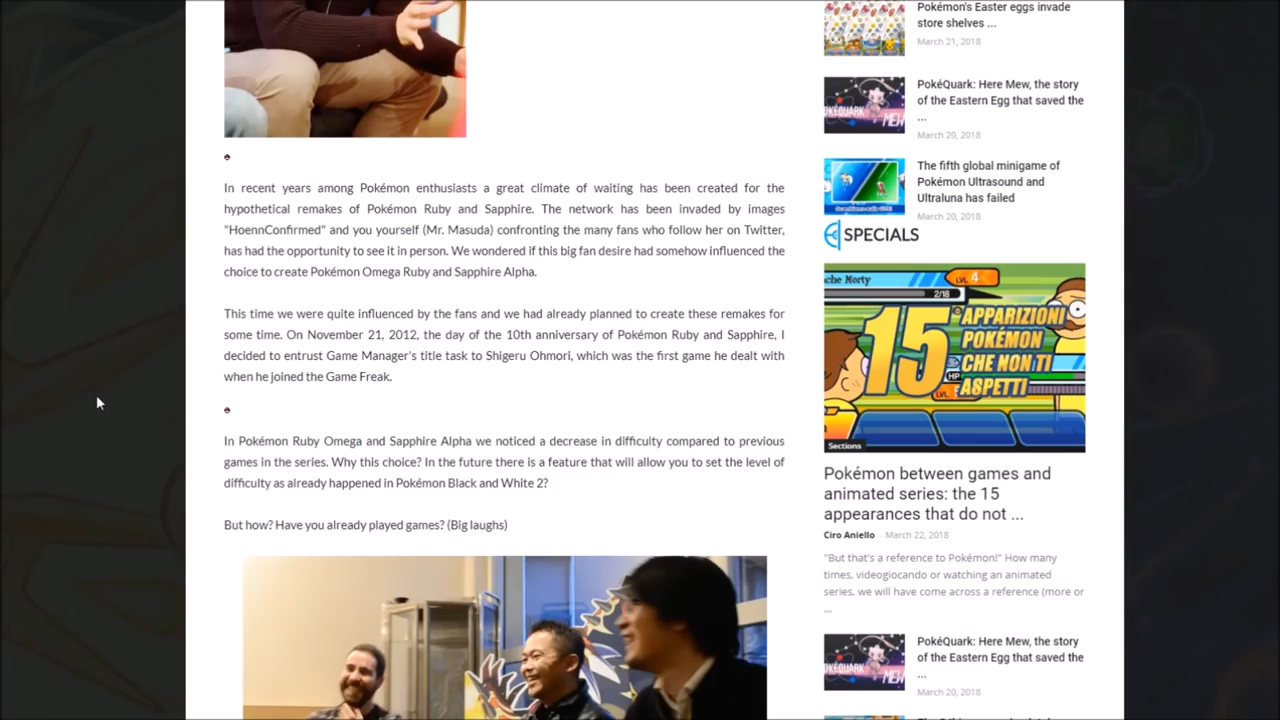 In recent years among Pokémon enthusiasts a great climate of waiting has been created for the
hypothetical remakes of Pokémon Ruby and Sapphire. The network has been invaded by images
"HoennConfirmed" and you yourself (Mr. Masuda) confronting the many fans who follow her on Twitter,
has had the opportunity to see it in person. We wondered if this big fan desire had somehow influenced the
choice to create Pokémon Omega Ruby and Sapphire Alpha.
This time we were quite influenced by the fans and we had already planned to create these remakes for
some time. On November 21, 2012, the day of the 10th anniversary of Pokémon Ruby and Sapphire, I
decided to entrust Game Manager's title task to Shigeru Ohmori, which was the first game he dealt with
when he joined the Game Freak.
In Pokémon Ruby Omega and Sapphire Alpha we noticed a decrease in difficulty compared to previous
games in the series. Why this choice? In the future there is a feature that will allow you to set the level of
difficulty as already happened in Pokémon Black and White 2?
But how? Have you already played games? (Big laughs)
Pokémon's Easter eggs invade
store shelves ...
March 21, 2018
POKÉQUARK
MEW
PokéQuark: Here Mew, the story
of the Eastern Egg that saved the
...
March 20, 2018
The fifth global minigame of
Pokémon Ultrasound and
Ultraluna has failed
March 20, 2018
SPECIALS
che Morty
LVL 4
2/18
15 APPARIZIONI
POKÉMON
CHE NON TI
ASPETTI
HP
LVL
Sections
Pokémon between games and
animated series: the 15
appearances that do not ...
Ciro Aniello March 22, 2018
"But that's a reference to Pokémon!" How many
times, videogiocando or watching an animated
series, we will have come across a reference (more or
...
POKÉQUARK
MEW
PokéQuark: Here Mew, the story
of the Eastern Egg that saved the
...
March 20, 2018